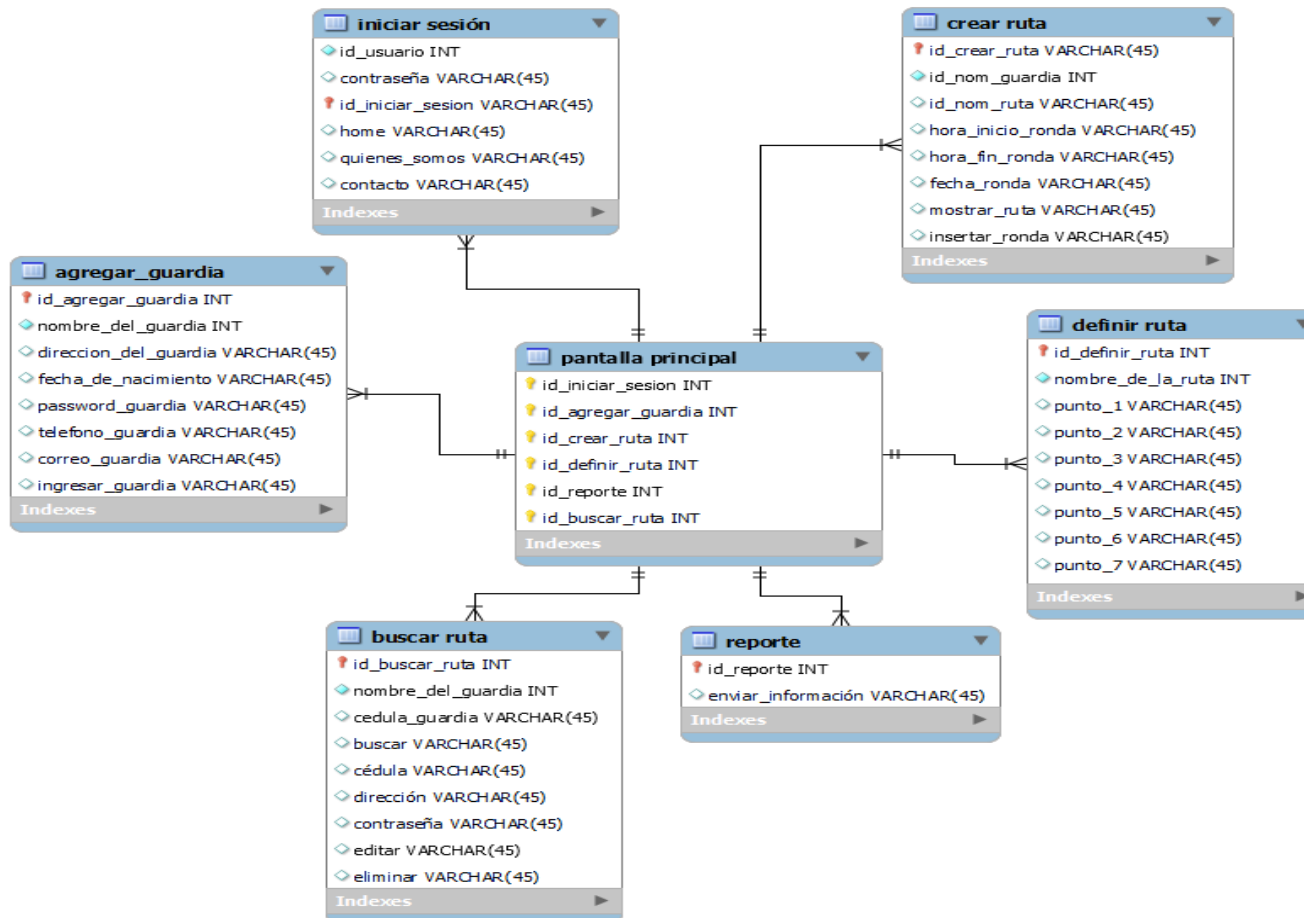 iniciar sesión
id_usuario INT
contraseña VARCHAR(45)
id_iniciar_sesion VARCHAR(45)
home VARCHAR(45)
quienes_somos VARCHAR(45)
contacto VARCHAR(45)
Indexes
crear ruta
id_crear_ruta VARCHAR(45)
id_nom_guardia INT
id_nom_ruta VARCHAR(45)
hora_inicio_ronda VARCHAR(45)
hora_fin_ronda VARCHAR(45)
fecha_ronda VARCHAR(45)
mostrar_ruta VARCHAR(45)
insertar_ronda VARCHAR(45)
Indexes
agregar_guardia
id_agregar_guardia INT
nombre_del_guardia INT
direccion_del_guardia VARCHAR(45)
fecha_de_nacimiento VARCHAR(45)
password_guardia VARCHAR(45)
telefono_guardia VARCHAR(45)
correo_guardia VARCHAR(45)
ingresar_guardia VARCHAR(45)
Indexes
pantalla principal
id_iniciar_sesion INT
id_agregar_guardia INT
id_crear_ruta INT
id_definir_ruta INT
id_reporte INT
id_buscar_ruta INT
Indexes
definir ruta
id_definir_ruta INT
nombre_de_la_ruta INT
punto_1 VARCHAR(45)
punto_2 VARCHAR(45)
punto_3 VARCHAR(45)
punto_4 VARCHAR(45)
punto_5 VARCHAR(45)
punto_6 VARCHAR(45)
punto_7 VARCHAR(45)
Indexes
buscar ruta
id_buscar_ruta INT
nombre_del_guardia INT
cedula_guardia VARCHAR(45)
buscar VARCHAR(45)
cédula VARCHAR(45)
dirección VARCHAR(45)
contraseña VARCHAR(45)
editar VARCHAR(45)
eliminar VARCHAR(45)
Indexes
reporte
id_reporte INT
enviar_información VARCHAR(45)
Indexes